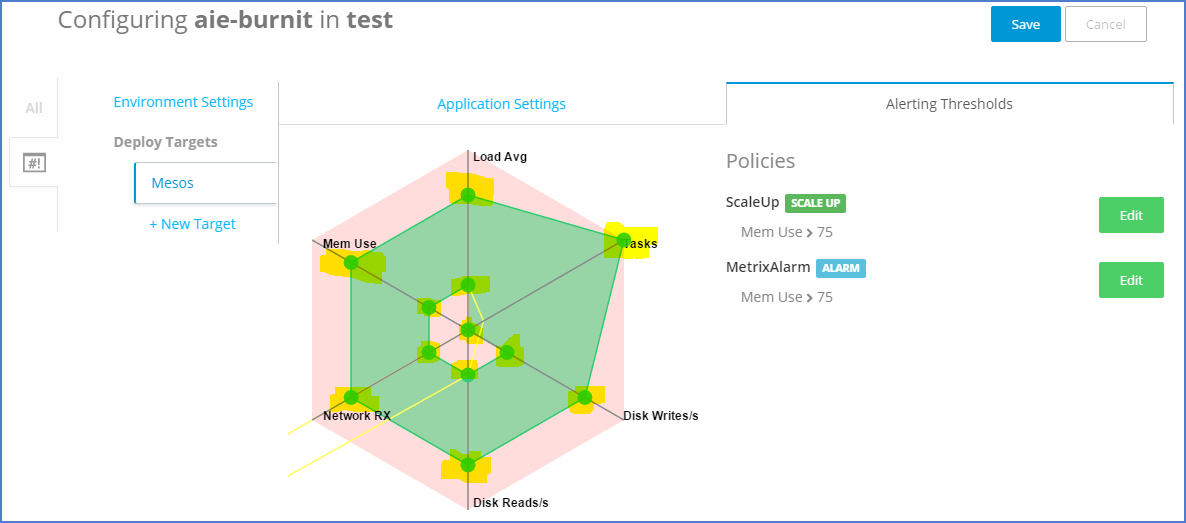 Configuring aie-burnit in test
Save
Cancel
All
#!
Environment Settings
Deploy Targets
Mesos
+ New Target
Application Settings
Alerting Thresholds
Load Avg
Mem Use
Tasks
Network RX
Disk Writes/s
Disk Reads/s
Policies
ScaleUp SCALE UP
Edit
Mem Use > 75
MetrixAlarm ALARM
Edit
Mem Use > 75